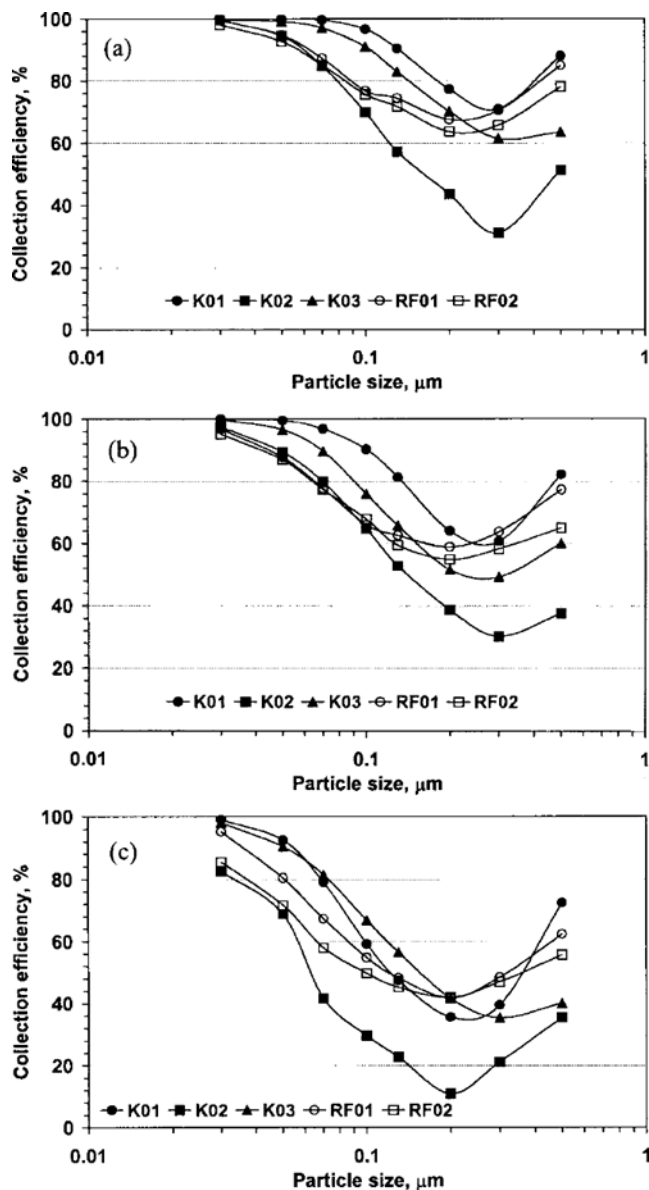 100
(a)
80
60
40
20
0
Collection efficiency, %
K01 K02 K03 RF01 RF02
0.01 0.1 1
Particle size, μm
100
(b)
80
60
40
20
0
Collection efficiency, %
K01 K02 K03 RF01 RF02
0.01 0.1 1
Particle size, μm
100
(c)
80
60
40
20
0
Collection efficiency, %
K01 K02 K03 RF01 RF02
0.01 0.1 1
Particle size, μm